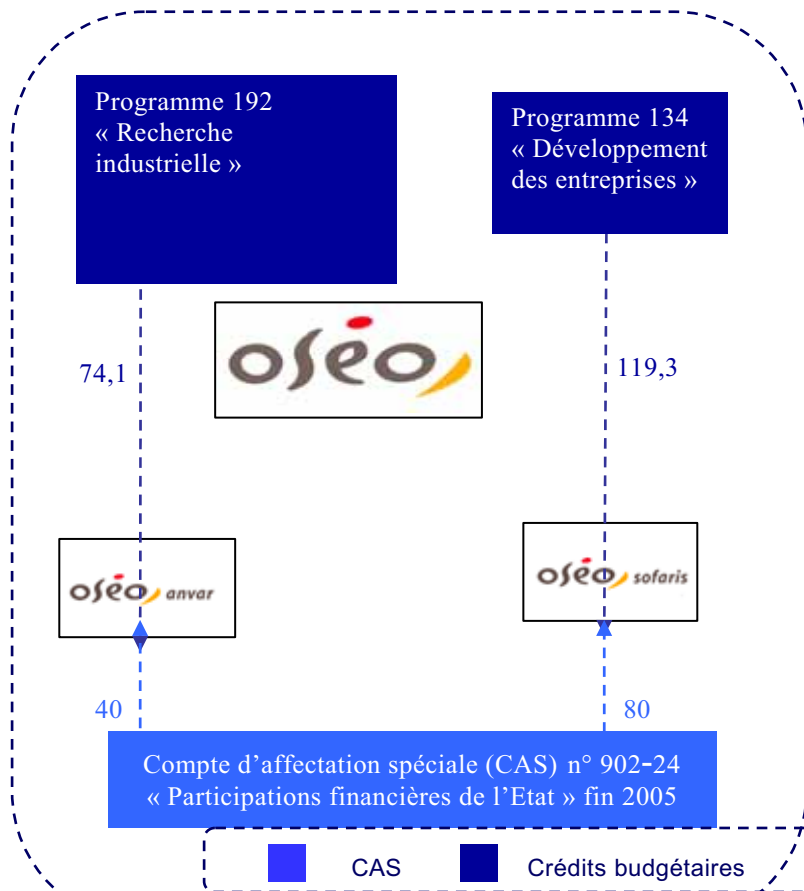 Programme 192
« Recherche
industrielle »
Programme 134
« Développement
des entreprises »
oséo
74,1
119,3
oséo anvar
oséo sofaris
40
80
Compte d’affectation spéciale (CAS) n° 902-24
« Participations financières de l’Etat » fin 2005
CAS
Crédits budgétaires